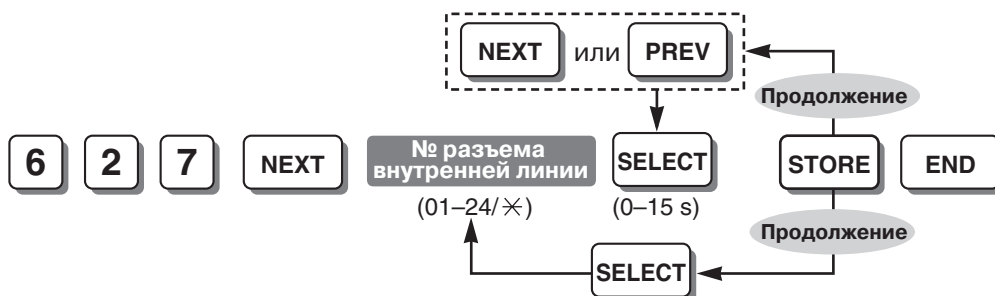 NEXT или PREV
Продолжение
6 2 7 NEXT № разъема внутренней линии SELECT STORE END
(01–24/✳) (0–15 s)
Продолжение
SELECT